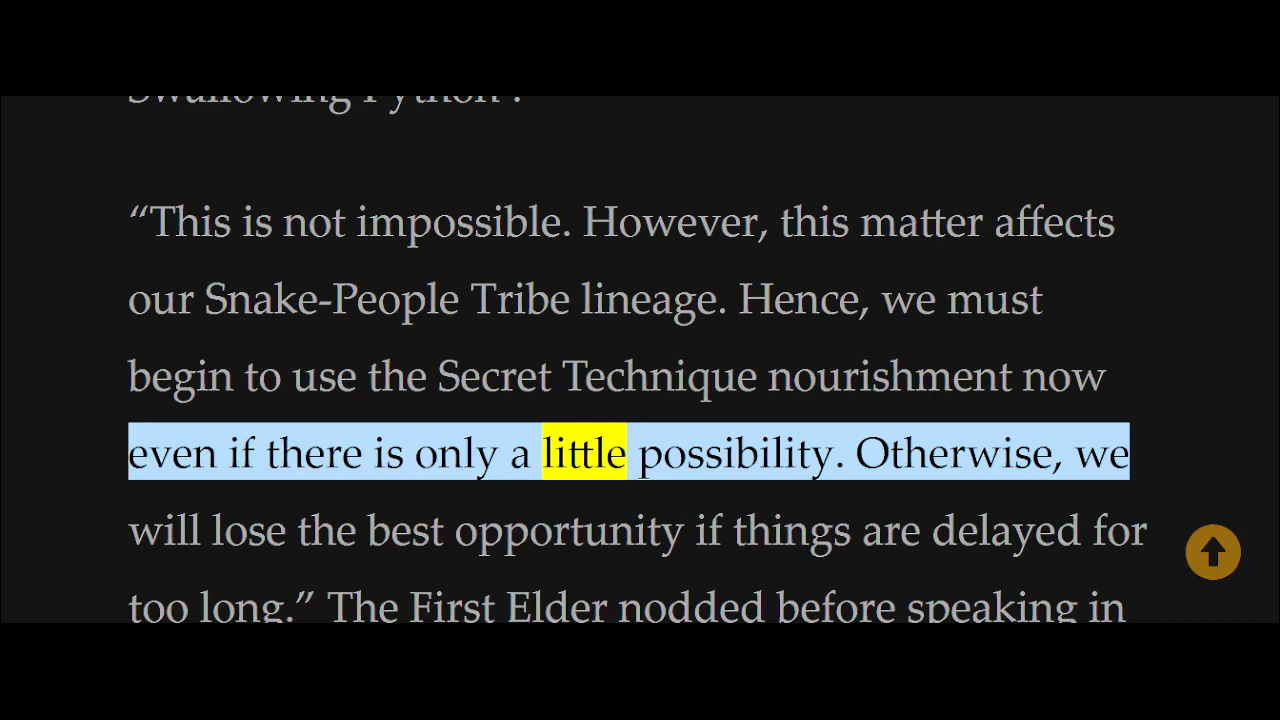 Swallowing Python'.
“This is not impossible. However, this matter affects
our Snake-People Tribe lineage. Hence, we must
begin to use the Secret Technique nourishment now
even if there is only a little possibility. Otherwise, we
will lose the best opportunity if things are delayed for
too long.” The First Elder nodded before speaking in